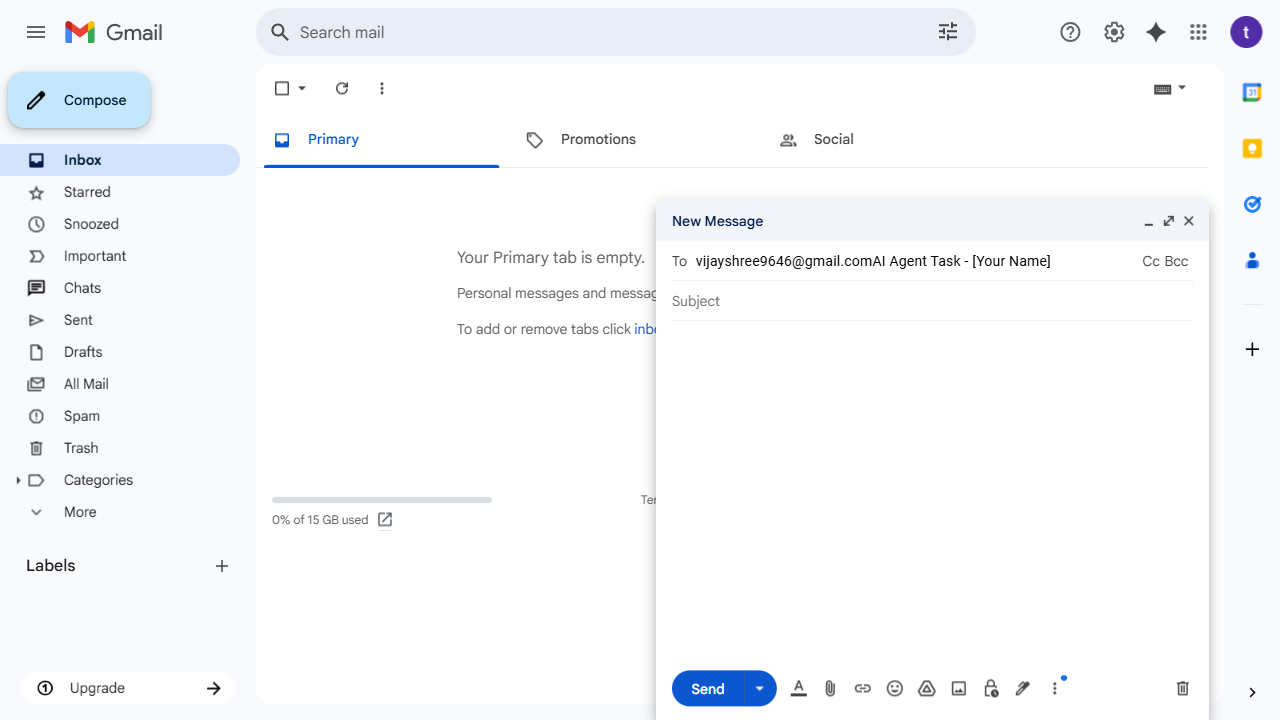 Gmail
Search mail
t
Compose
Inbox
Starred
Snoozed
Important
Chats
Sent
Drafts
All Mail
Spam
Trash
Categories
More
Labels
Upgrade
Primary
Promotions
Social
Your Primary tab is empty.
Personal messages and messag
To add or remove tabs click inbo
0% of 15 GB used
Ter
New Message
To vijayshree9646@gmail.comAI Agent Task - [Your Name] Cc Bcc
Subject
Send
31